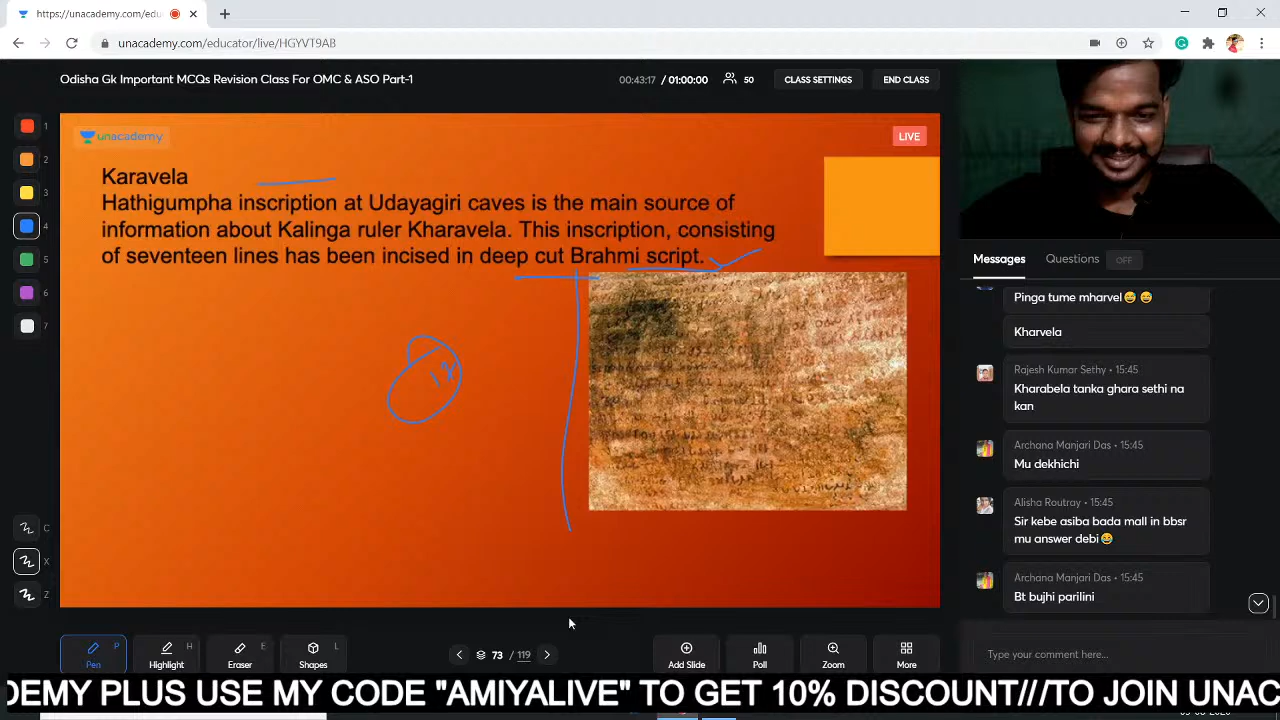 https://unacademy.com/edu
unacademy.com/educator/live/HGYVT9AB
Odisha Gk Important MCQs Revision Class For OMC & ASO Part-1
00:43:17 / 01:00:00
50
CLASS SETTINGS
END CLASS
1
2
3
4
5
6
7
C
X
Z
unacademy
LIVE
Karavela
Hathigumpha inscription at Udayagiri caves is the main source of
information about Kalinga ruler Kharavela. This inscription, consisting
of seventeen lines has been incised in deep cut Brahmi script.
Messages
Questions
OFF
Pinga tume mharvel😅 😅
Kharvela
Rajesh Kumar Sethy • 15:45
Kharabela tanka ghara sethi na
kan
Archana Manjari Das • 15:45
Mu dekhichi
Alisha Routray • 15:45
Sir kebe asiba bada mall in bbsr
mu answer debi😂
Archana Manjari Das • 15:45
Bt bujhi parilini
Type your comment here...
Pen P
Highlight H
Eraser E
Shapes L
73 / 119
Add Slide
Poll
Zoom
More
DEMY PLUS USE MY CODE "AMIYALIVE" TO GET 10% DISCOUNT///TO JOIN UNAC